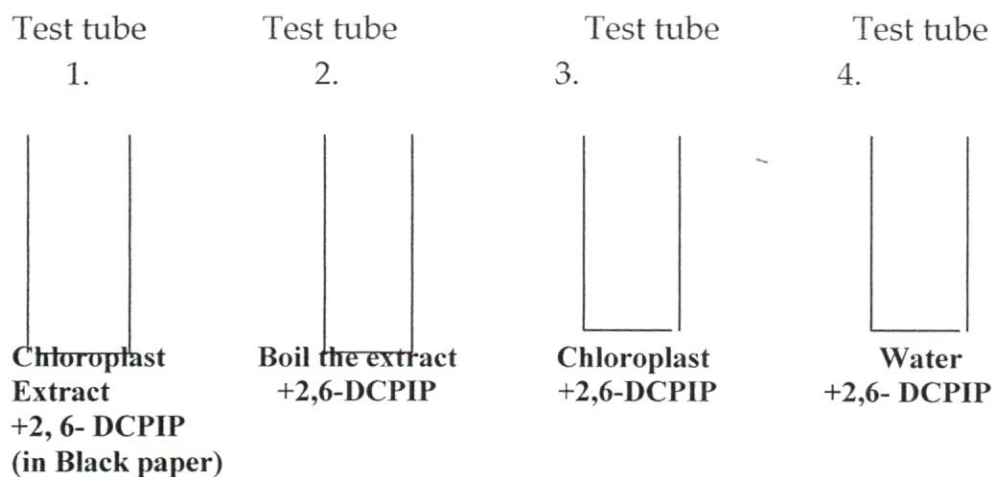 Test tube Test tube Test tube Test tube
1. 2. 3. 4.
Chloroplast Boil the extract Chloroplast Water
Extract +2,6-DCPIP +2,6-DCPIP +2,6- DCPIP
+2, 6- DCPIP
(in Black paper)